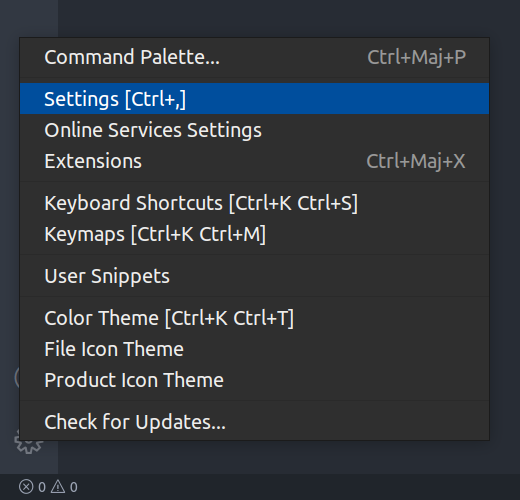 Command Palette... Ctrl+Maj+P
Settings [Ctrl+,]
Online Services Settings
Extensions Ctrl+Maj+X
Keyboard Shortcuts [Ctrl+K Ctrl+S]
Keymaps [Ctrl+K Ctrl+M]
User Snippets
Color Theme [Ctrl+K Ctrl+T]
File Icon Theme
Product Icon Theme
Check for Updates...
0 0